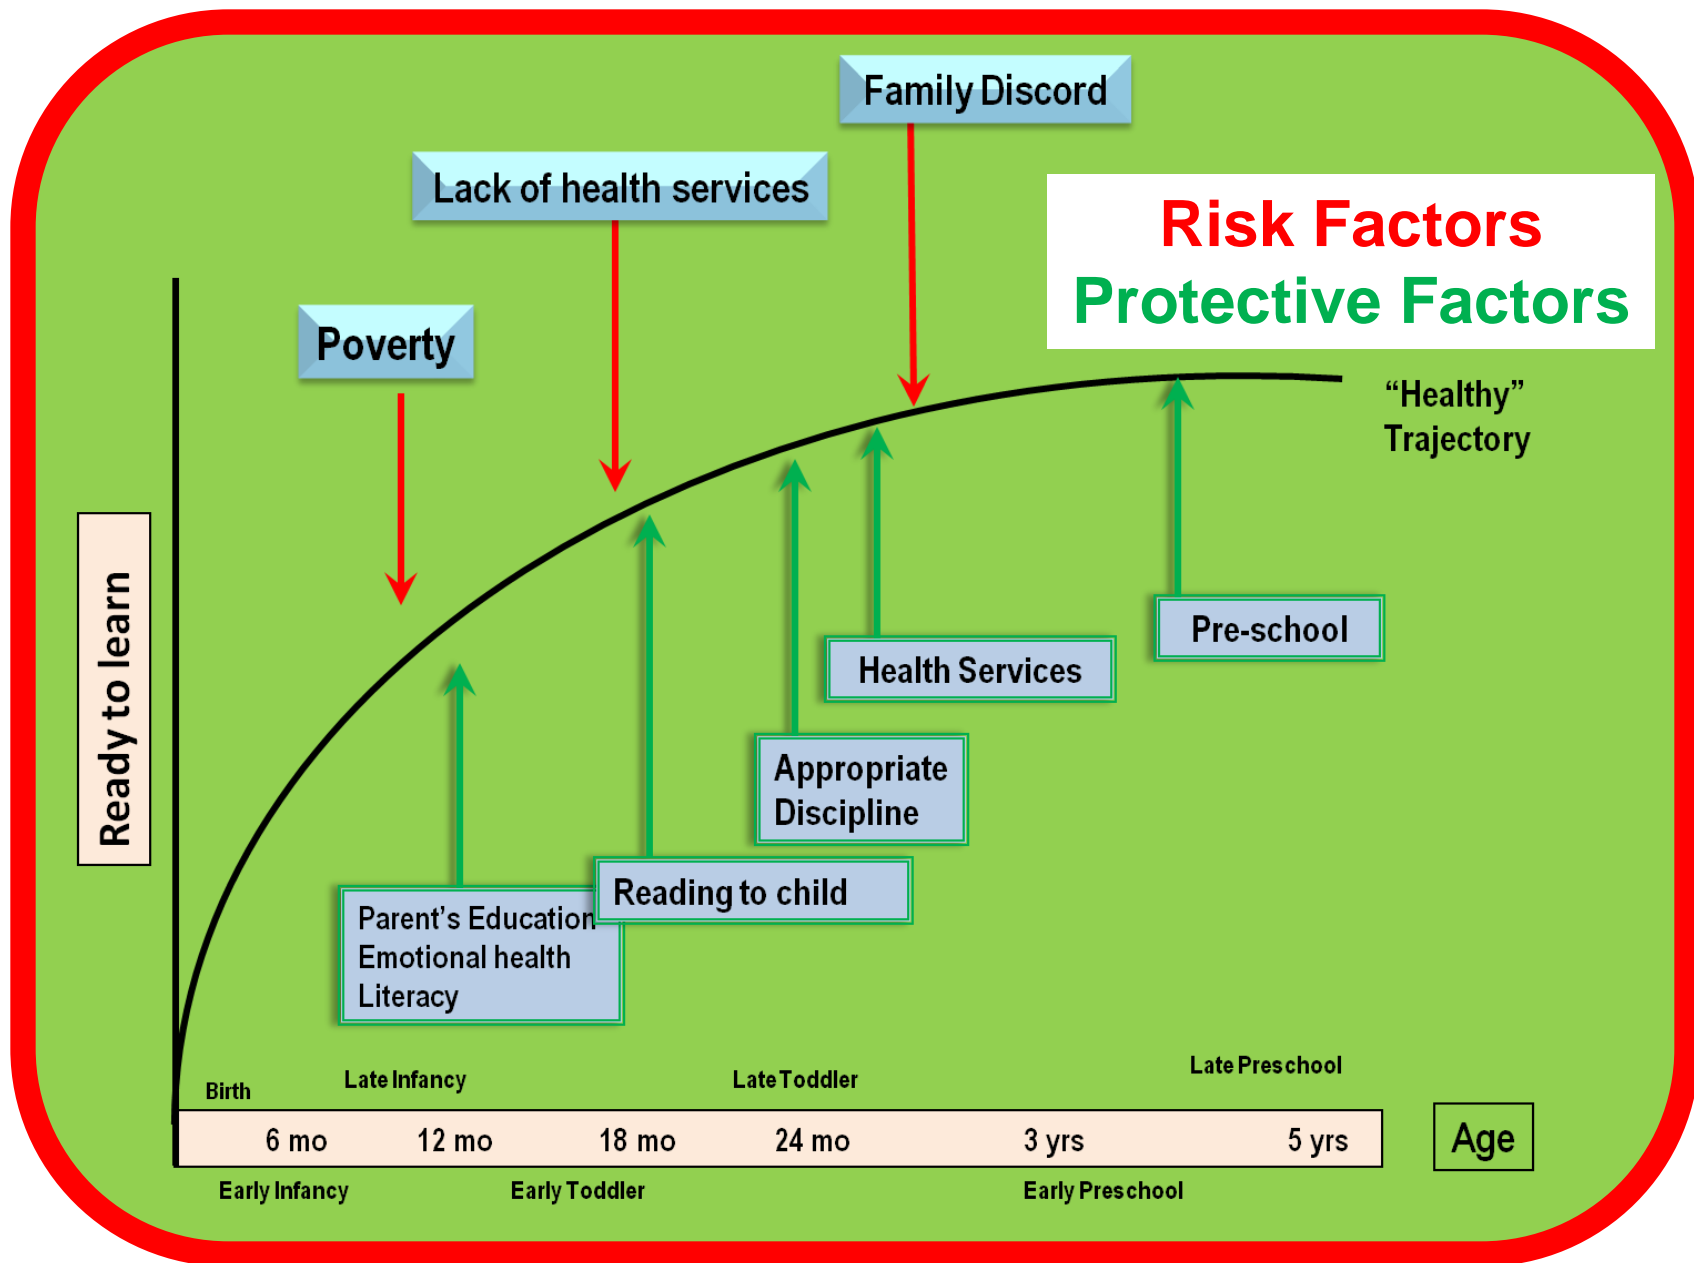 Family Discord
Lack of health services
Risk Factors
Protective Factors
Poverty
“Healthy”
Trajectory
Ready to learn
Pre-school
Health Services
Appropriate
Discipline
Reading to child
Parent’s Education
Emotional health
Literacy
Birth
Late Infancy
Late Toddler
Late Preschool
6 mo
12 mo
18 mo
24 mo
3 yrs
5 yrs
Age
Early Infancy
Early Toddler
Early Preschool